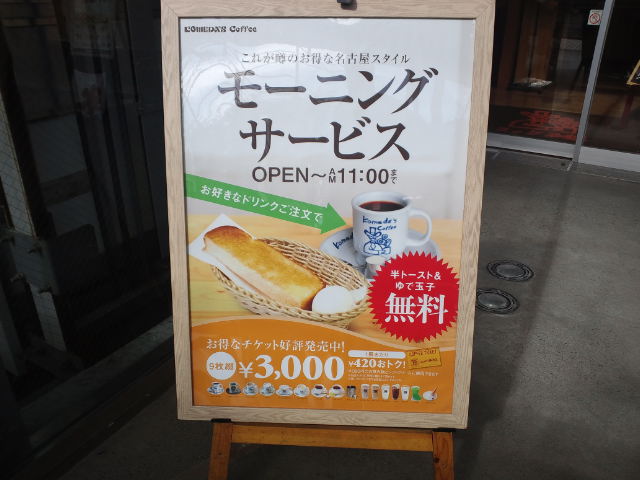 KOMEDA'S Coffee
これが噂のお得な名古屋スタイル
モーニング
サービス
OPEN〜AM11:00まで
お好きなドリンクご注文で
Komeda's
Coffee
半トースト&
ゆで玉子
無料
お得なチケット好評発売中!
9枚綴 ¥3,000
¥420おトク!